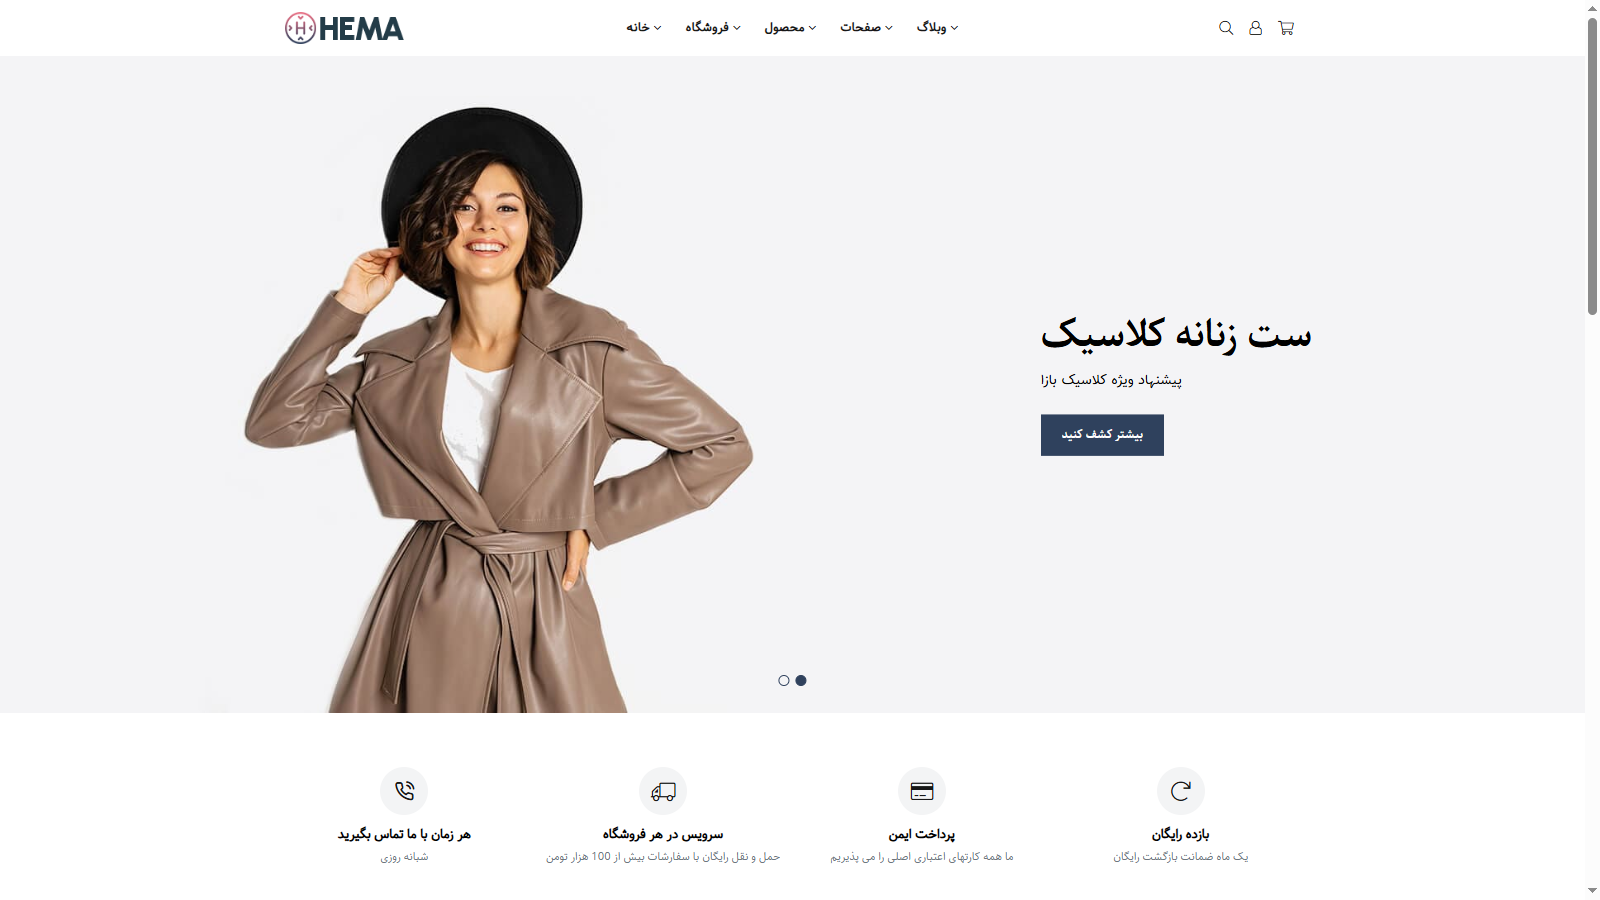 HEMA
خانه
فروشگاه
محصول
صفحات
وبلاگ
ست زنانه کلاسیک
پیشنهاد ویژه کلاسیک بازا
بیشتر کشف کنید
بازده رایگان
یک ماه ضمانت بازگشت رایگان
پرداخت ایمن
ما همه کارتهای اعتباری اصلی را می پذیریم
سرویس در هر فروشگاه
حمل و نقل رایگان با سفارشات بیش از 100 هزار تومن
هر زمان با ما تماس بگیرید
شبانه روزی